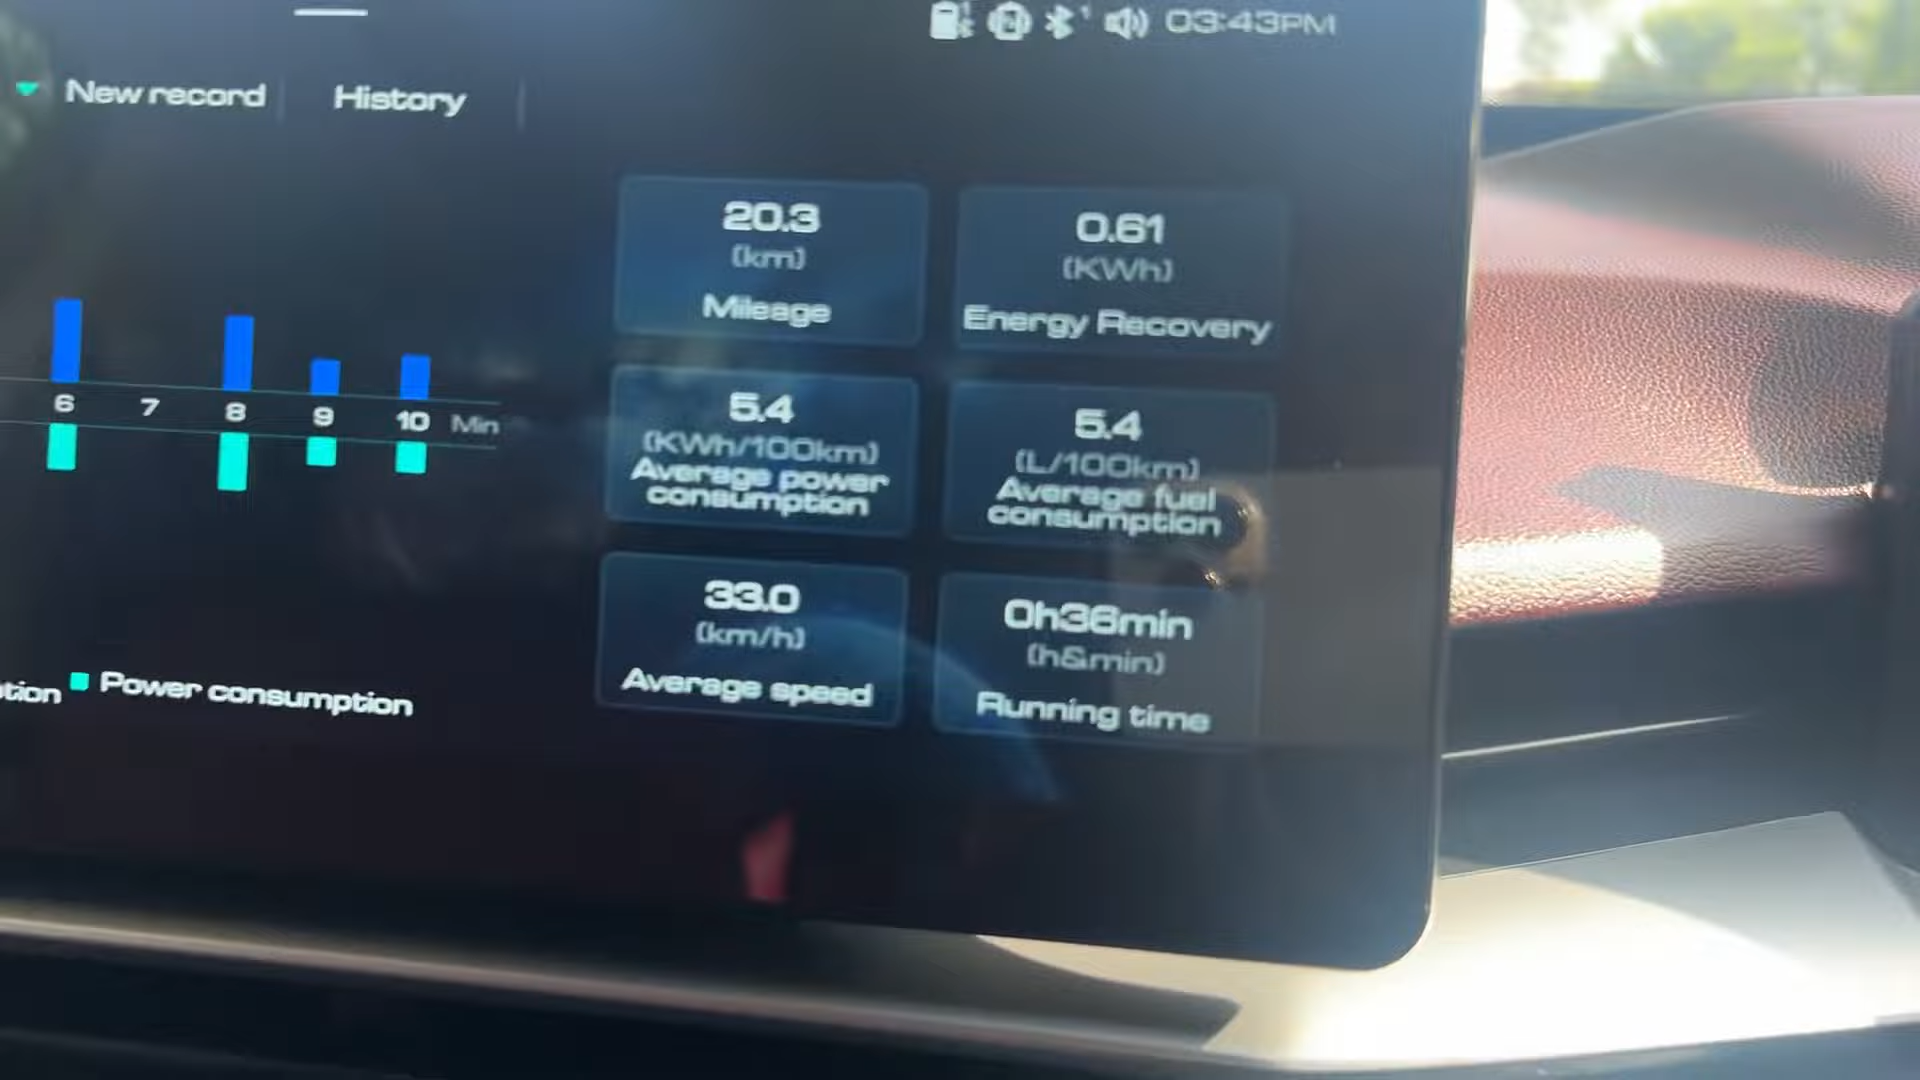 03:43PM
New record
History
20.3
(km)
Mileage
0.61
(KWh)
Energy Recovery
6 7 8 9 10 Min
5.4
(KWh/100km)
Average power
consumption
5.4
(L/100km)
Average fuel
consumption
33.0
(km/h)
Average speed
0h36min
(h&min)
Running time
tion
Power consumption